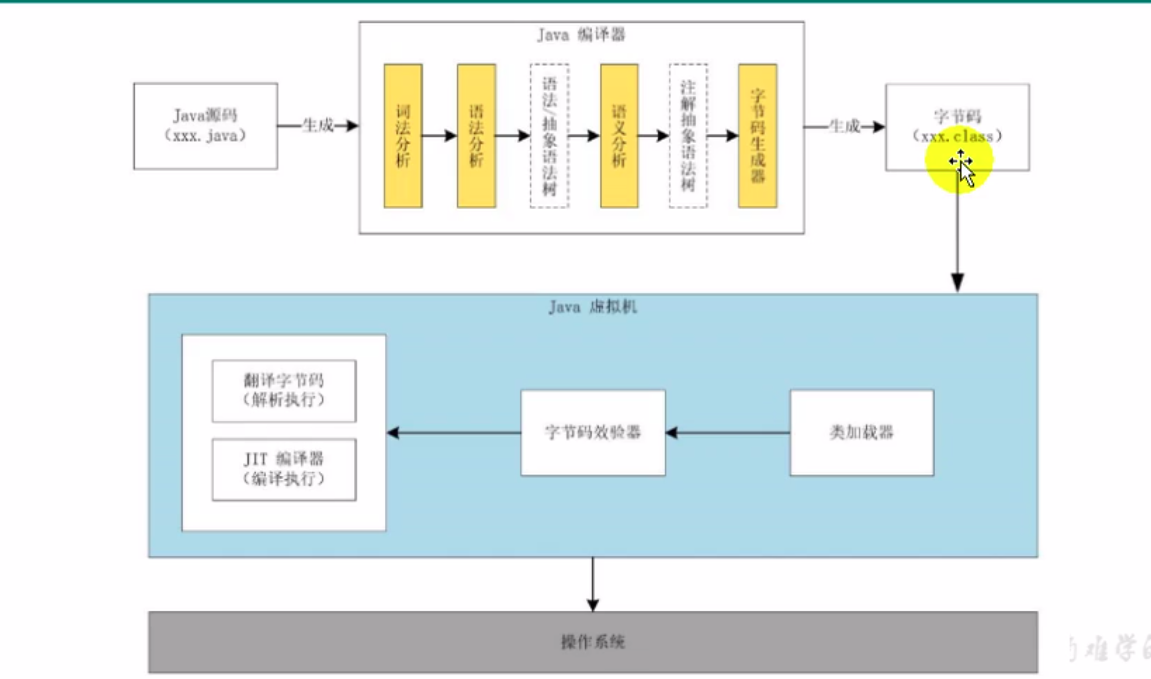 Java 编译器
Java源码
(xxx.java)
生成
词法分析
语法分析
语法/抽象语法树
语义分析
注解抽象语法树
字节码生成器
生成
字节码
(xxx.class)
Java 虚拟机
翻译字节码
(解析执行)
JIT 编译器
(编译执行)
字节码效验器
类加载器
操作系统
难学的